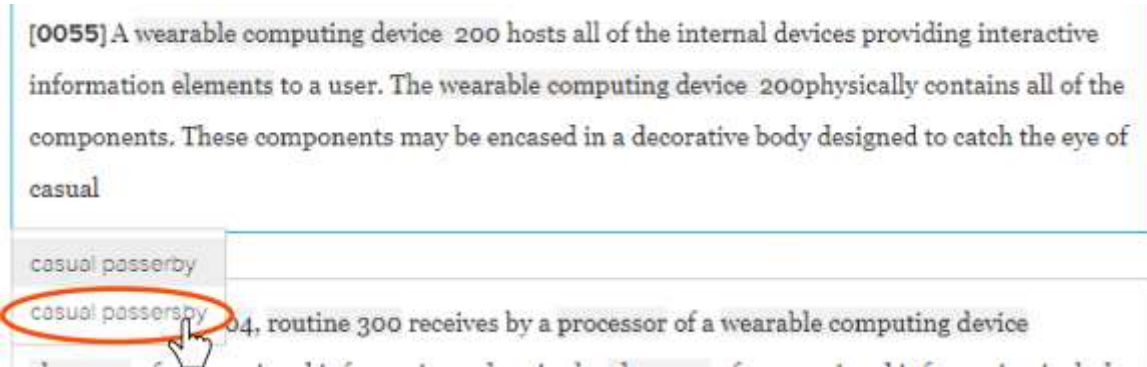 [0055] A wearable computing device 200 hosts all of the internal devices providing interactive
information elements to a user. The wearable computing device 200physically contains all of the
components. These components may be encased in a decorative body designed to catch the eye of
casual
casual passerby
casual passersby
04, routine 300 receives by a processor of a wearable computing device